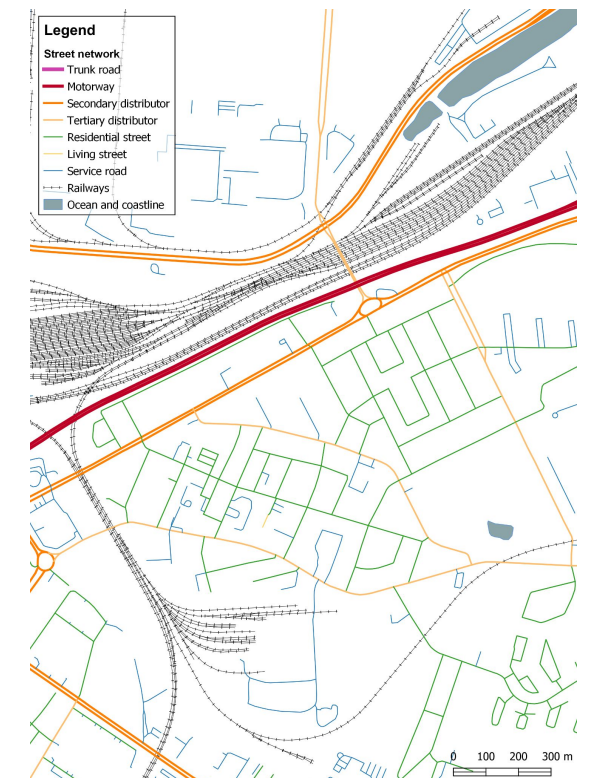 Legend
Street network
Trunk road
Motorway
Secondary distributor
Tertiary distributor
Residential street
Living street
Service road
Railways
Ocean and coastline
0 100 200 300 m